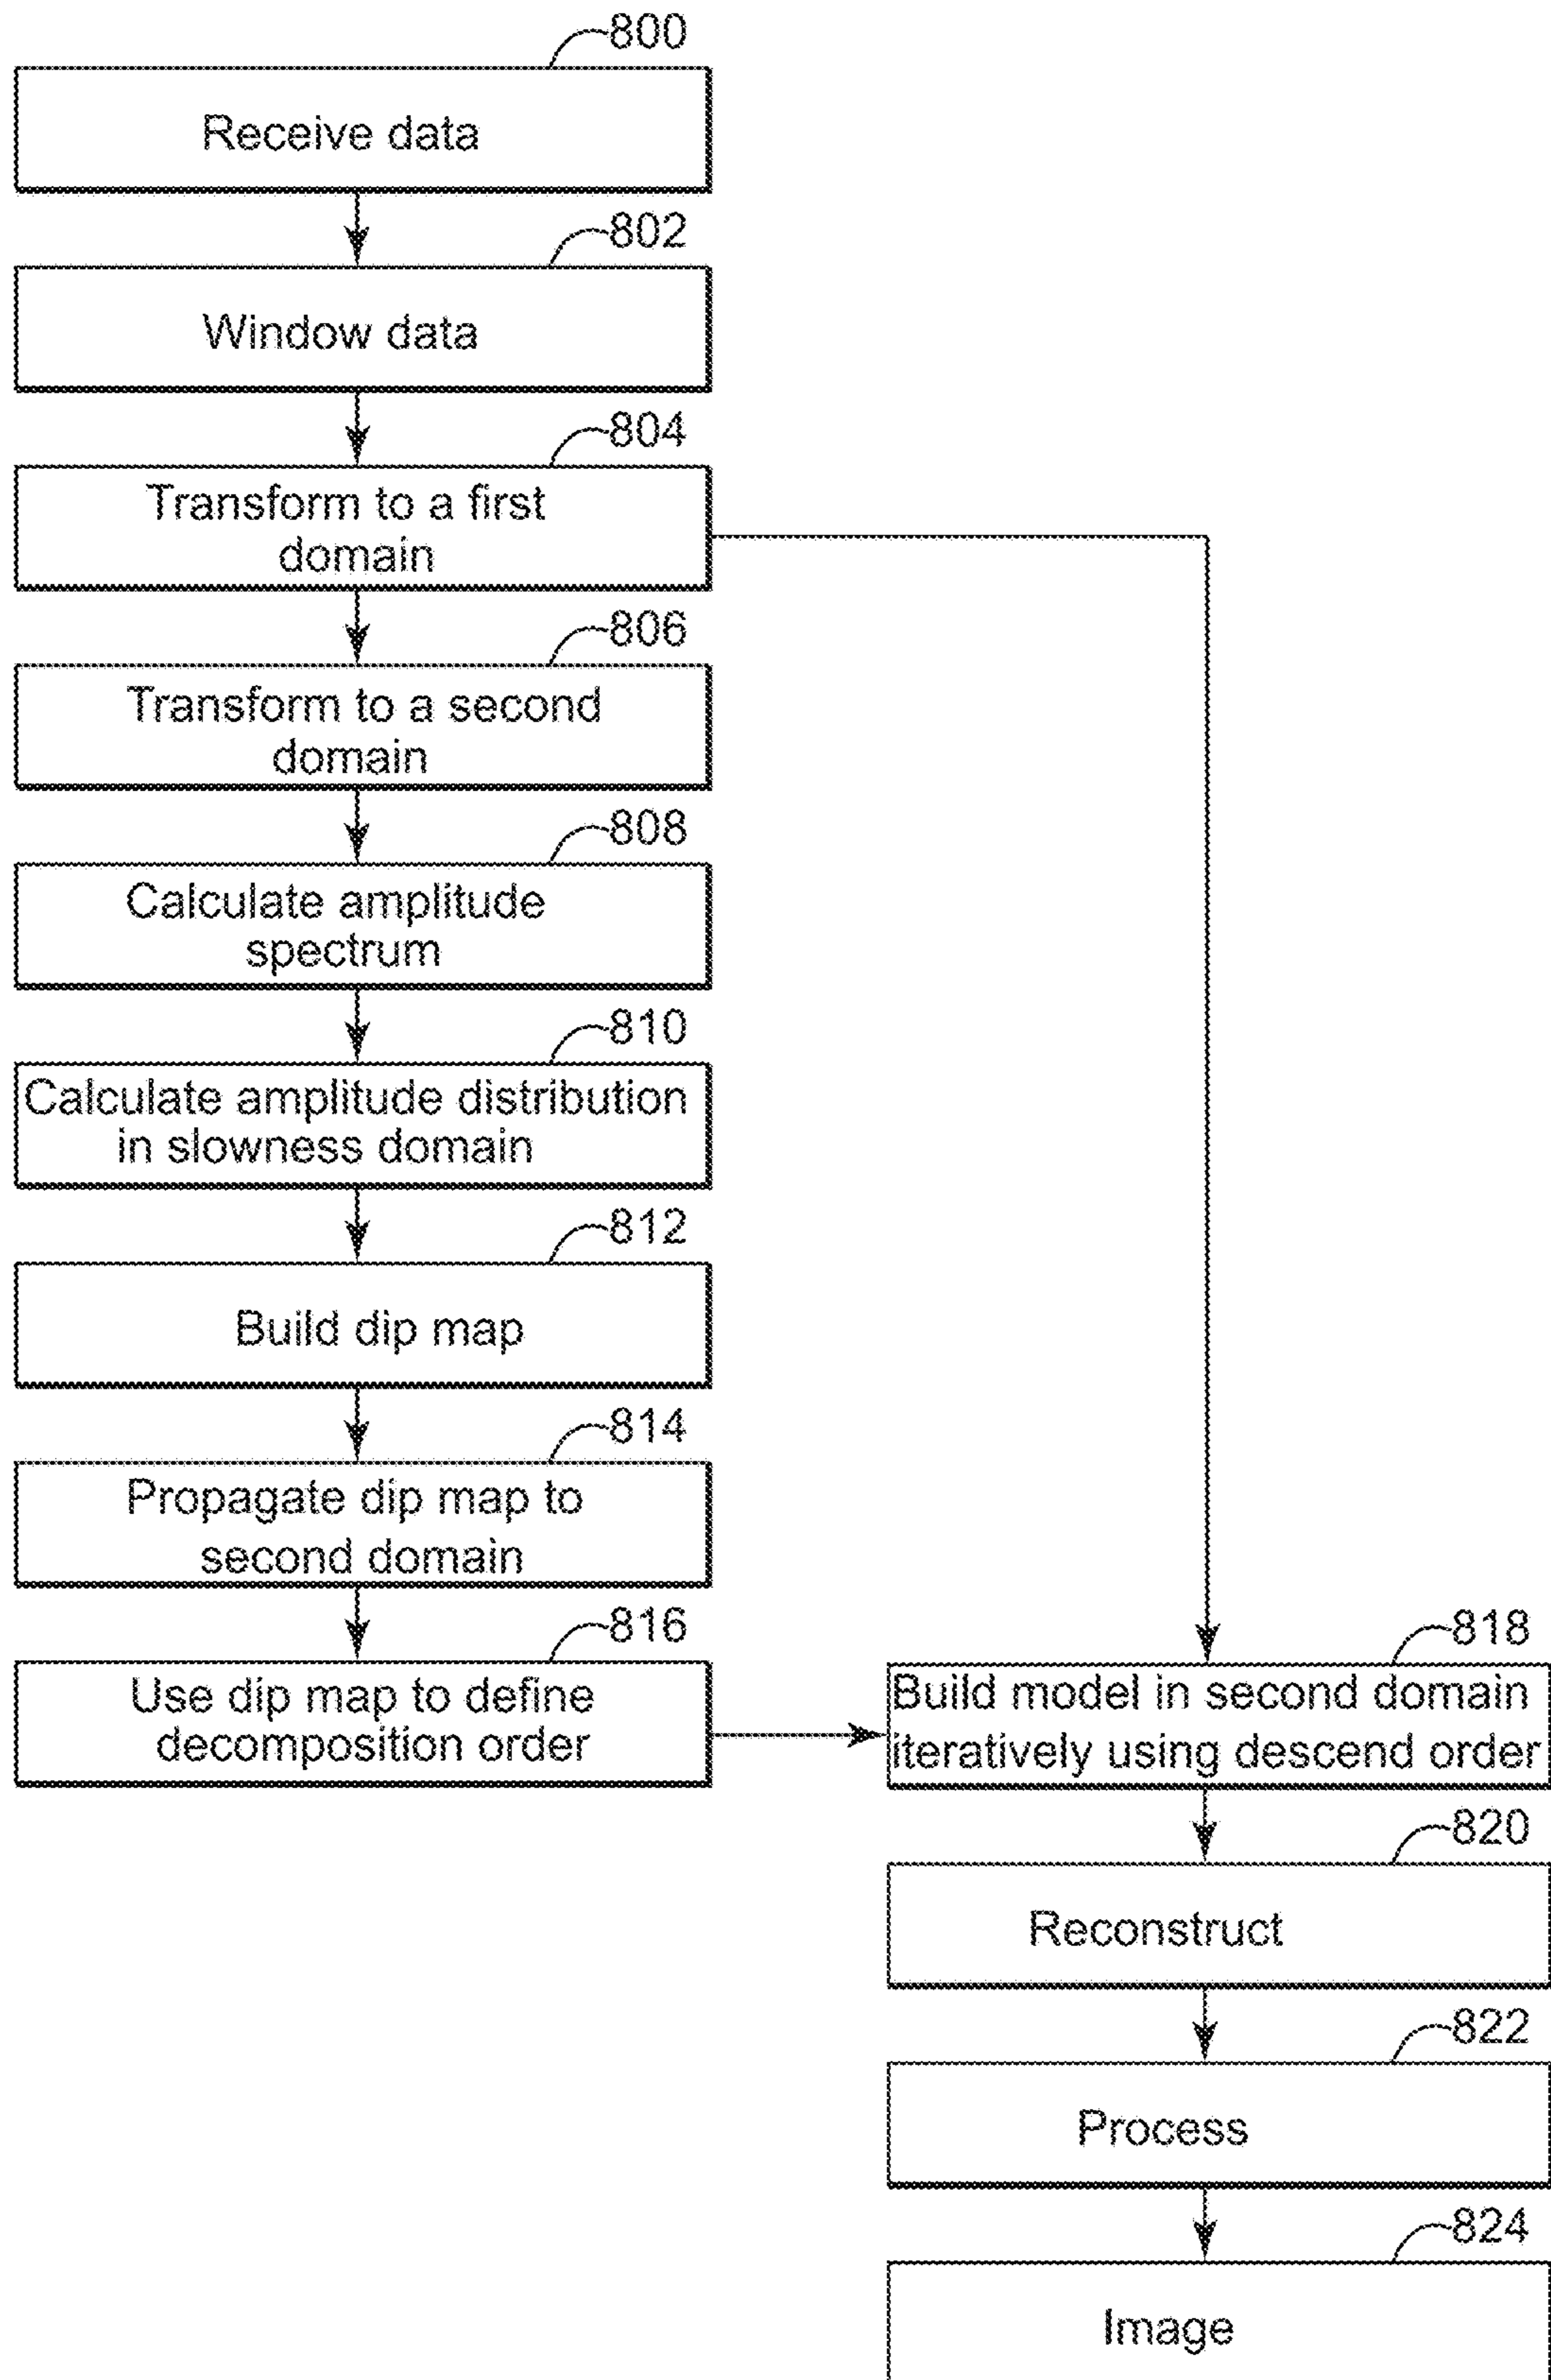 800
Receive data
802
Window data
804
Transform to a first
domain
806
Transform to a second
domain
808
Calculate amplitude
spectrum
810
Calculate amplitude distribution
in slowness domain
812
Build dip map
814
Propagate dip map to
second domain
816
Use dip map to define
decomposition order
818
Build model in second domain
iteratively using descend order
820
Reconstruct
822
Process
824
Image